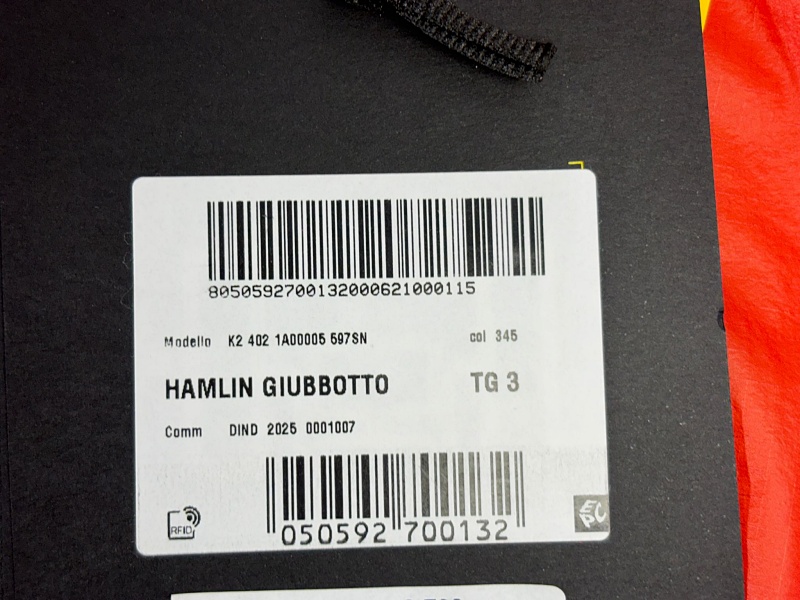 8050592700132000621000115
Modello K2 402 1A00005 597SN col 345
HAMLIN GIUBBOTTO TG 3
Comm DIND 2025 0001007
RFID
EPC
050592 700132